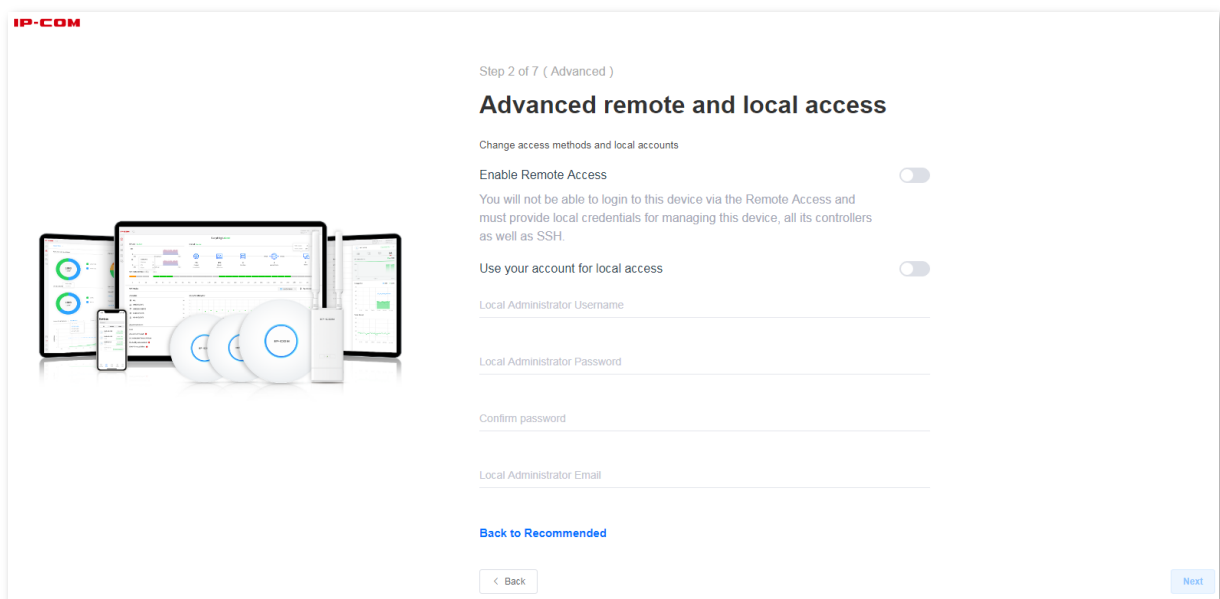 IP-COM
Step 2 of 7 ( Advanced )
Advanced remote and local access
Change access methods and local accounts
Enable Remote Access
You will not be able to login to this device via the Remote Access and
must provide local credentials for managing this device, all its controllers
as well as SSH.
Use your account for local access
Local Administrator Username
Local Administrator Password
Confirm password
Local Administrator Email
Back to Recommended
Back
Next